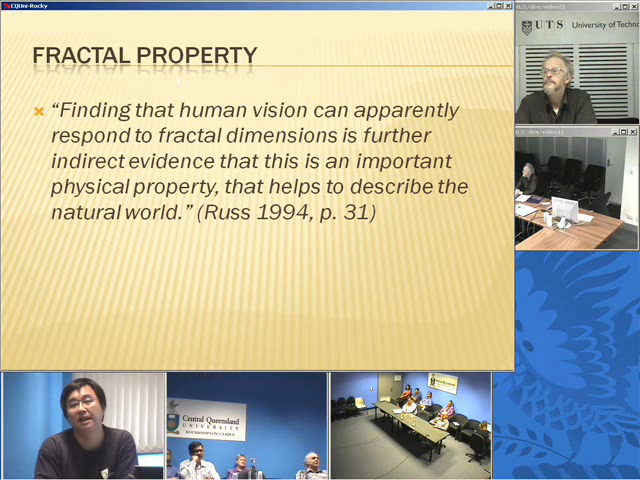 CQUni-Rocky
FRACTAL PROPERTY
“Finding that human vision can apparently
respond to fractal dimensions is further
indirect evidence that this is an important
physical property, that helps to describe the
natural world.” (Russ 1994, p. 31)
UTS University of Techno
Central Queensland
UNIVERSITY
ROCKHAMPTON CAMPUS